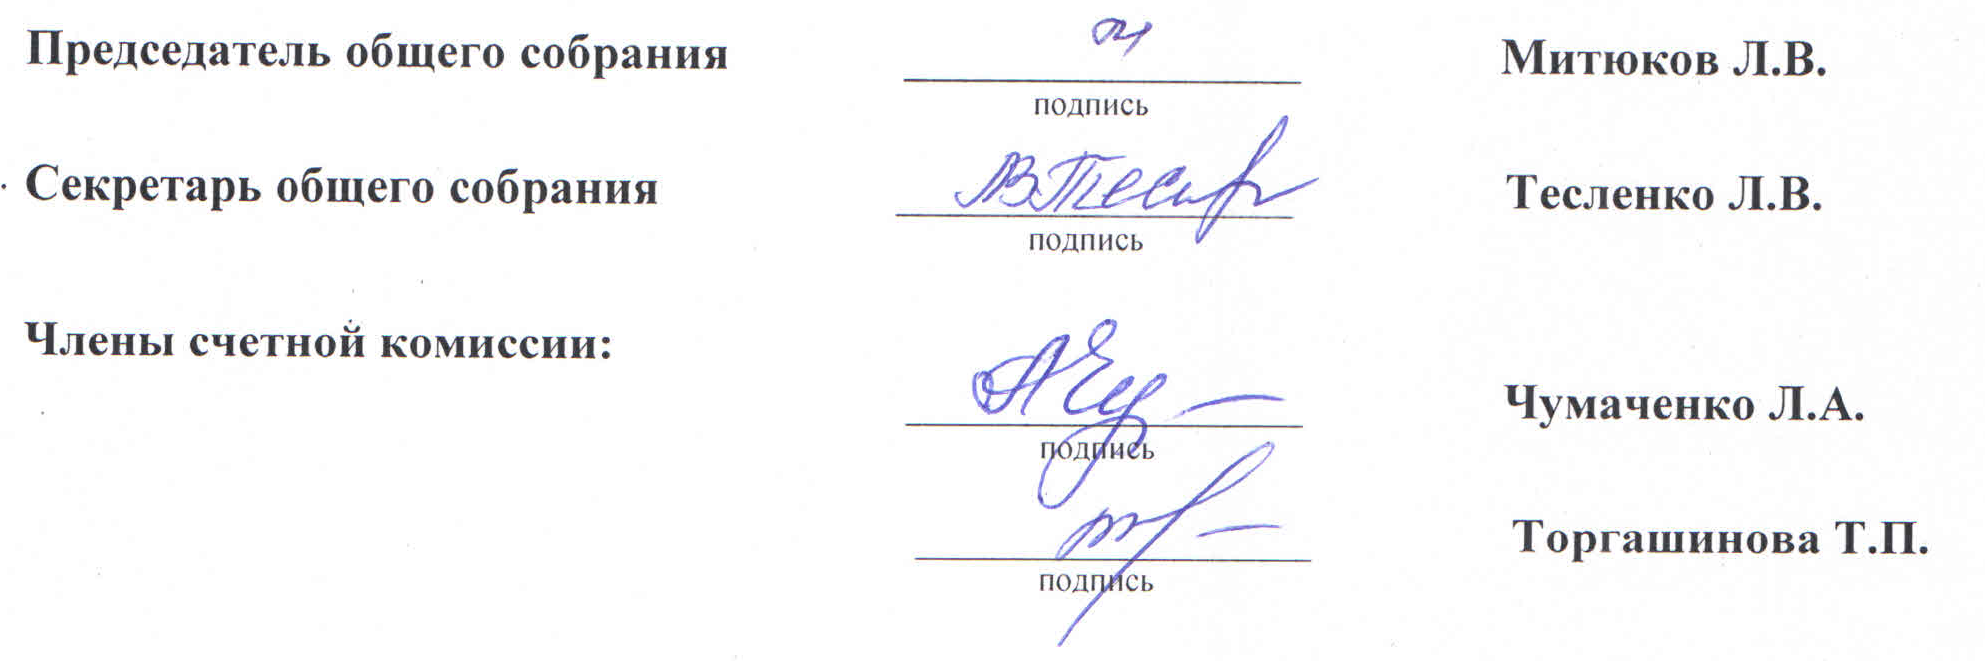 Председатель общего собрания Митюков Л.В.
подпись
Секретарь общего собрания Тесленко Л.В.
подпись
Члены счетной комиссии:
Чумаченко Л.А.
подпись
Торгашинова Т.П.
подпись